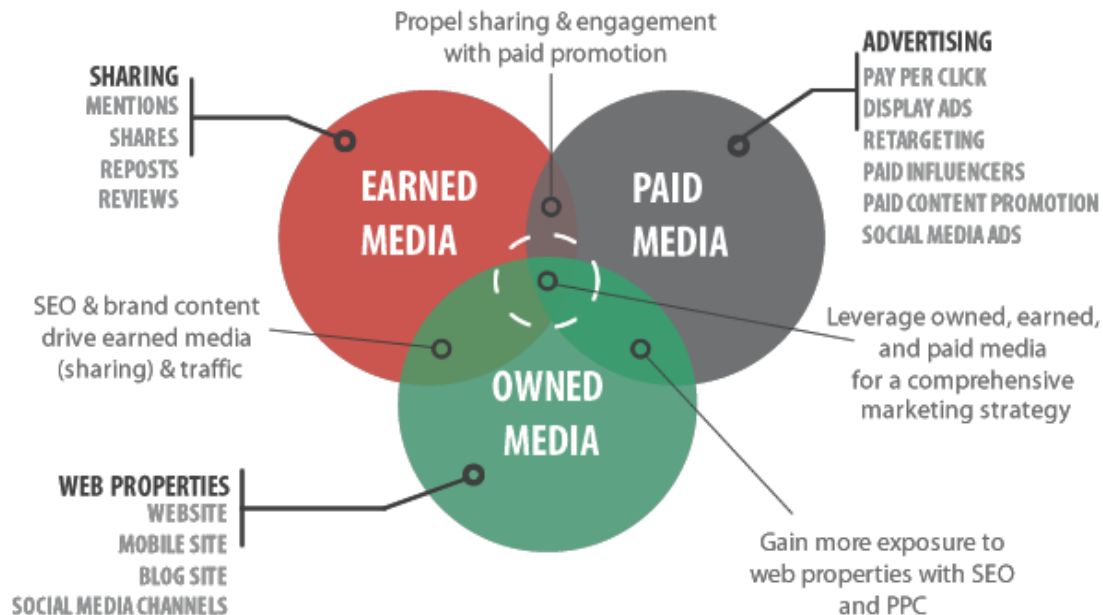 Propel sharing & engagement
with paid promotion
SHARING
MENTIONS
SHARES
REPOSTS
REVIEWS
ADVERTISING
PAY PER CLICK
DISPLAY ADS
RETARGETING
PAID INFLUENCERS
PAID CONTENT PROMOTION
SOCIAL MEDIA ADS
EARNED
MEDIA
PAID
MEDIA
SEO & brand content
drive earned media
(sharing) & traffic
Leverage owned, earned,
and paid media
for a comprehensive
marketing strategy
OWNED
MEDIA
WEB PROPERTIES
WEBSITE
MOBILE SITE
BLOG SITE
SOCIAL MEDIA CHANNELS
Gain more exposure to
web properties with SEO
and PPC